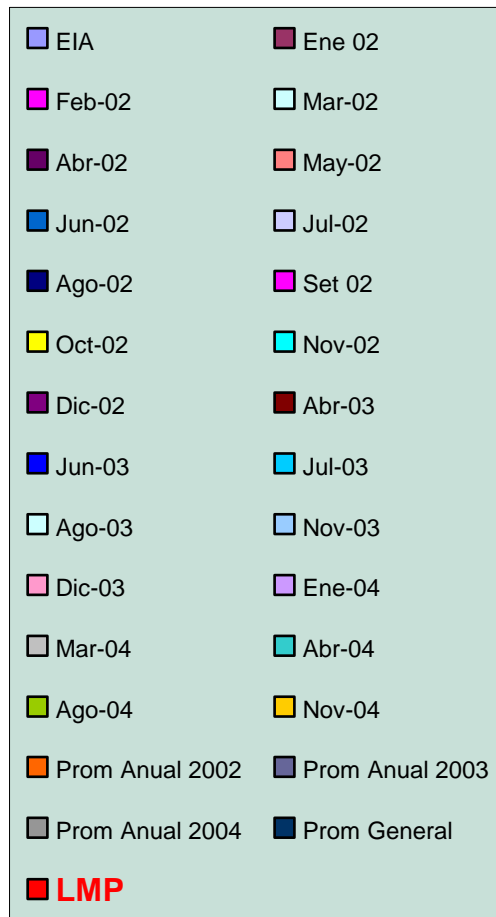 EIA Ene 02
Feb-02 Mar-02
Abr-02 May-02
Jun-02 Jul-02
Ago-02 Set 02
Oct-02 Nov-02
Dic-02 Abr-03
Jun-03 Jul-03
Ago-03 Nov-03
Dic-03 Ene-04
Mar-04 Abr-04
Ago-04 Nov-04
Prom Anual 2002 Prom Anual 2003
Prom Anual 2004 Prom General
LMP